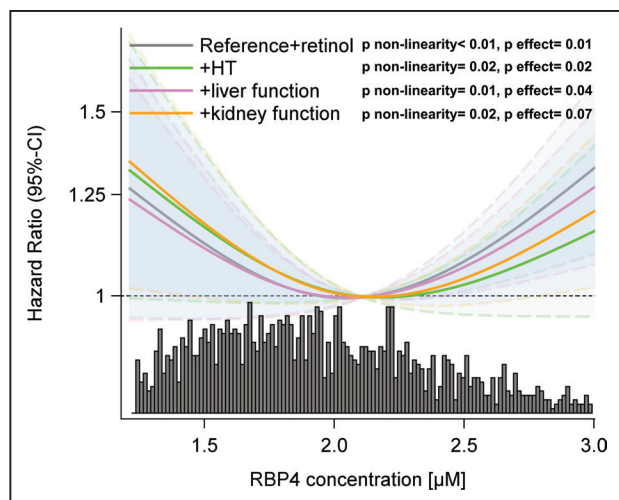 Reference+retinol p non-linearity< 0.01, p effect= 0.01
+HT p non-linearity= 0.02, p effect= 0.02
+liver function p non-linearity= 0.01, p effect= 0.04
+kidney function p non-linearity= 0.02, p effect= 0.07
Hazard Ratio (95%-CI)
1.5
1.25
1
1.5 2.0 2.5 3.0
RBP4 concentration [µM]